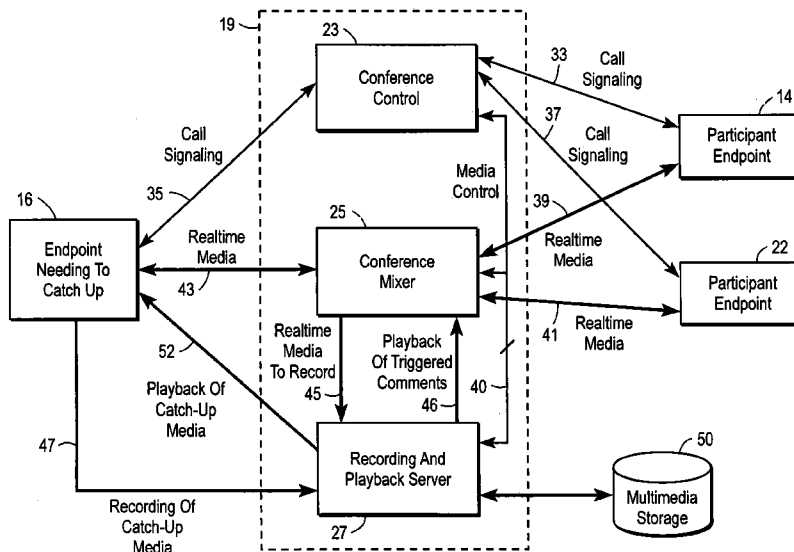 19
23
Conference
Control
33
Call
Signaling
14
Participant
Endpoint
37
Call
Signaling
Call
Signaling
35
Media
Control
16
Endpoint
Needing To
Catch Up
25
Conference
Mixer
39
Realtime
Media
22
Participant
Endpoint
Realtime
Media
43
41
Realtime
Media
52
Realtime
Media
To Record
45
Playback
Of Triggered
Comments
46
40
Playback Of
Catch-Up
Media
47
Recording And
Playback Server
27
50
Multimedia
Storage
Recording Of
Catch-Up
Media